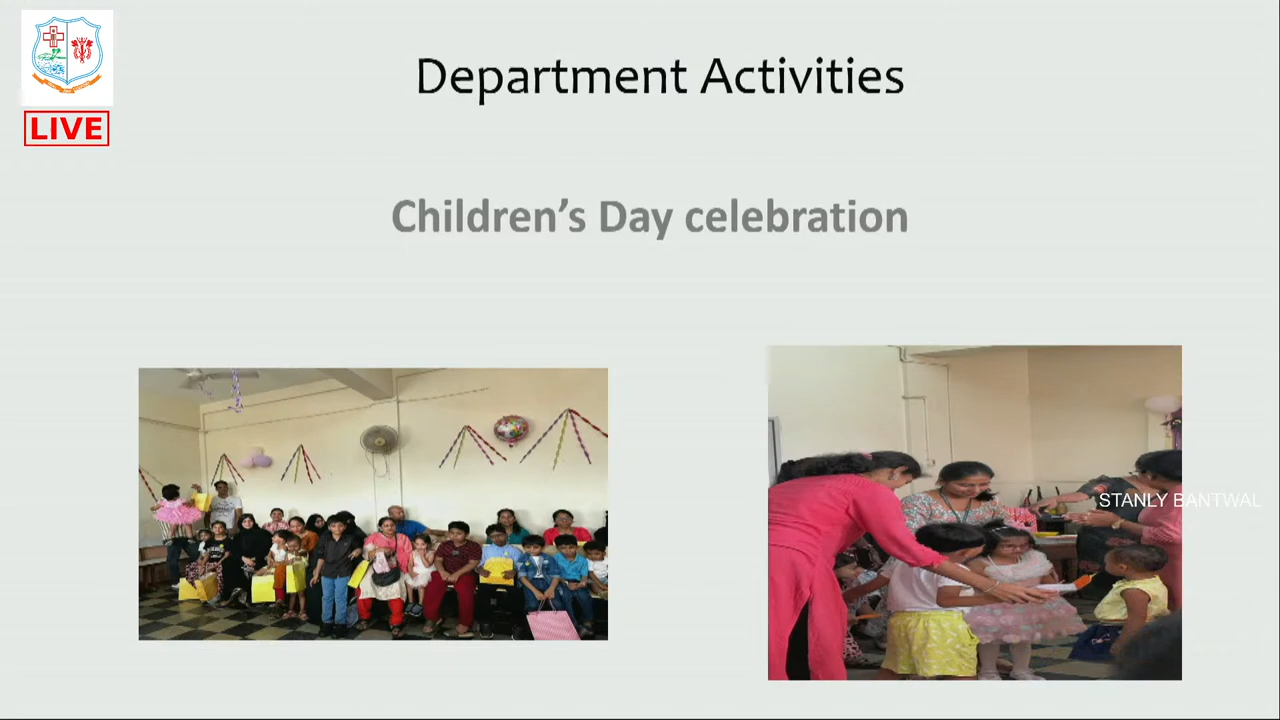 LIVE
Department Activities
Children's Day celebration
STANLY BANTWAL